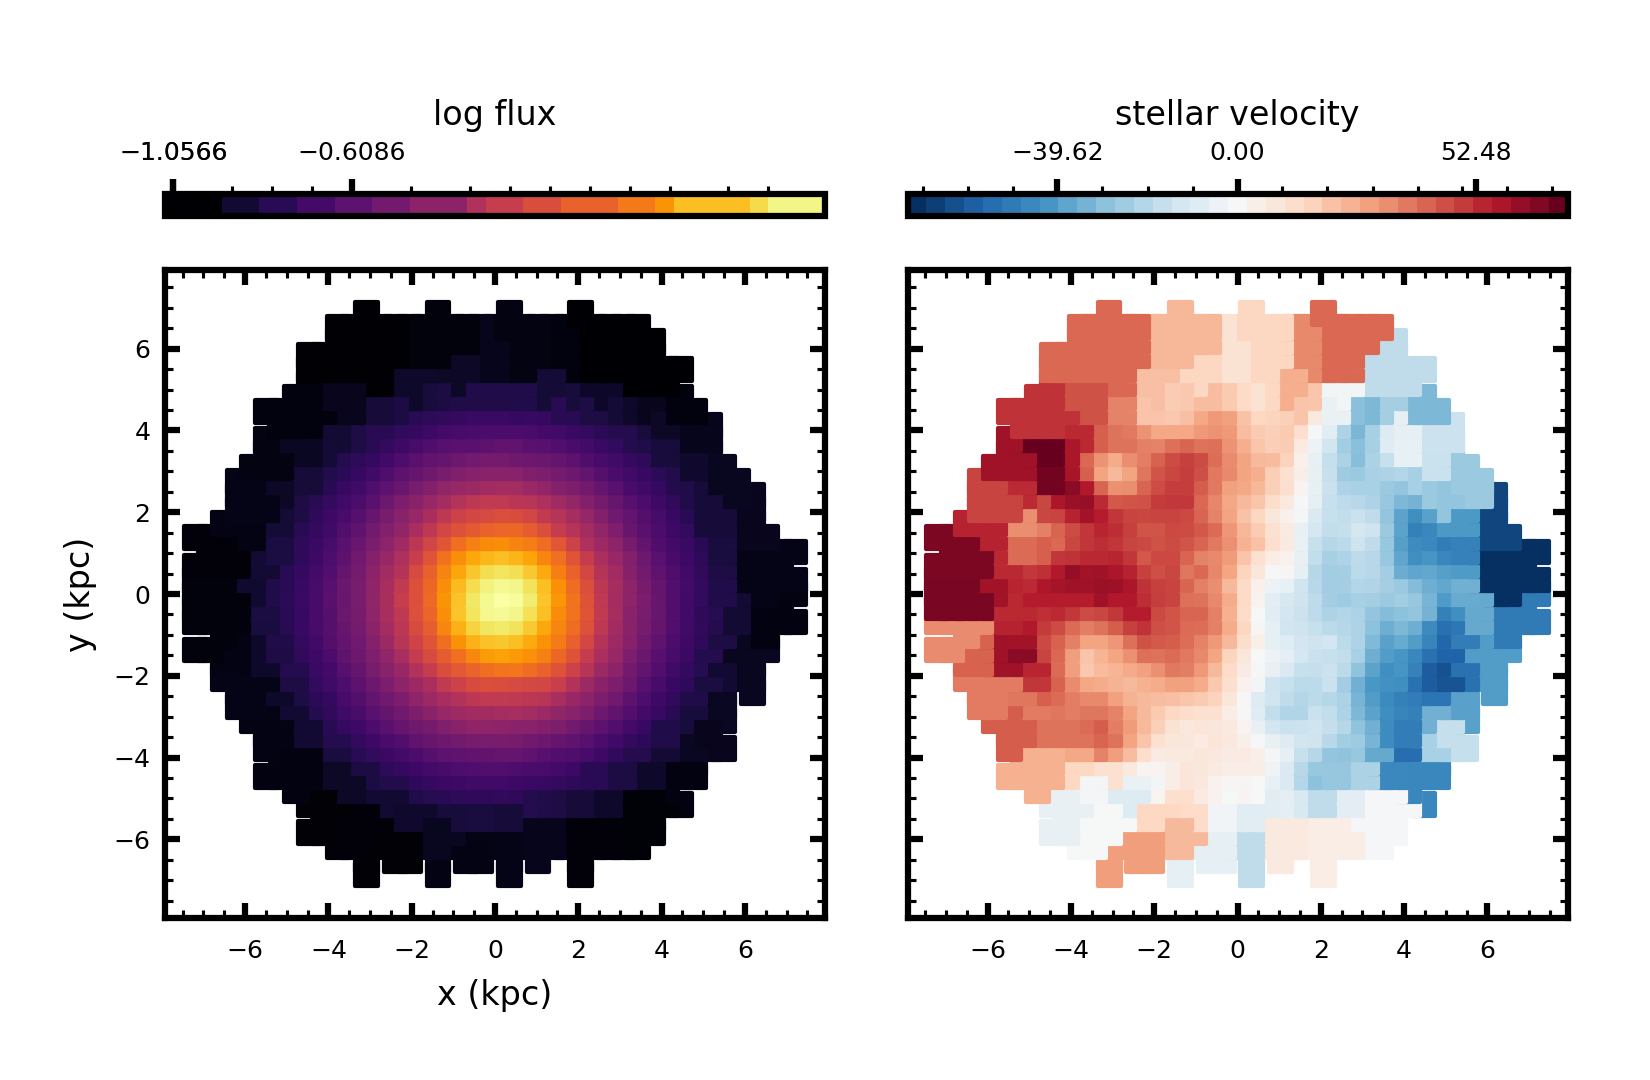 log flux
−1.0566 −0.6086
stellar velocity
−39.62 0.00 52.48
y (kpc)
6
4
2
0
−2
−4
−6
−6 −4 −2 0 2 4 6
x (kpc)
−6 −4 −2 0 2 4 6